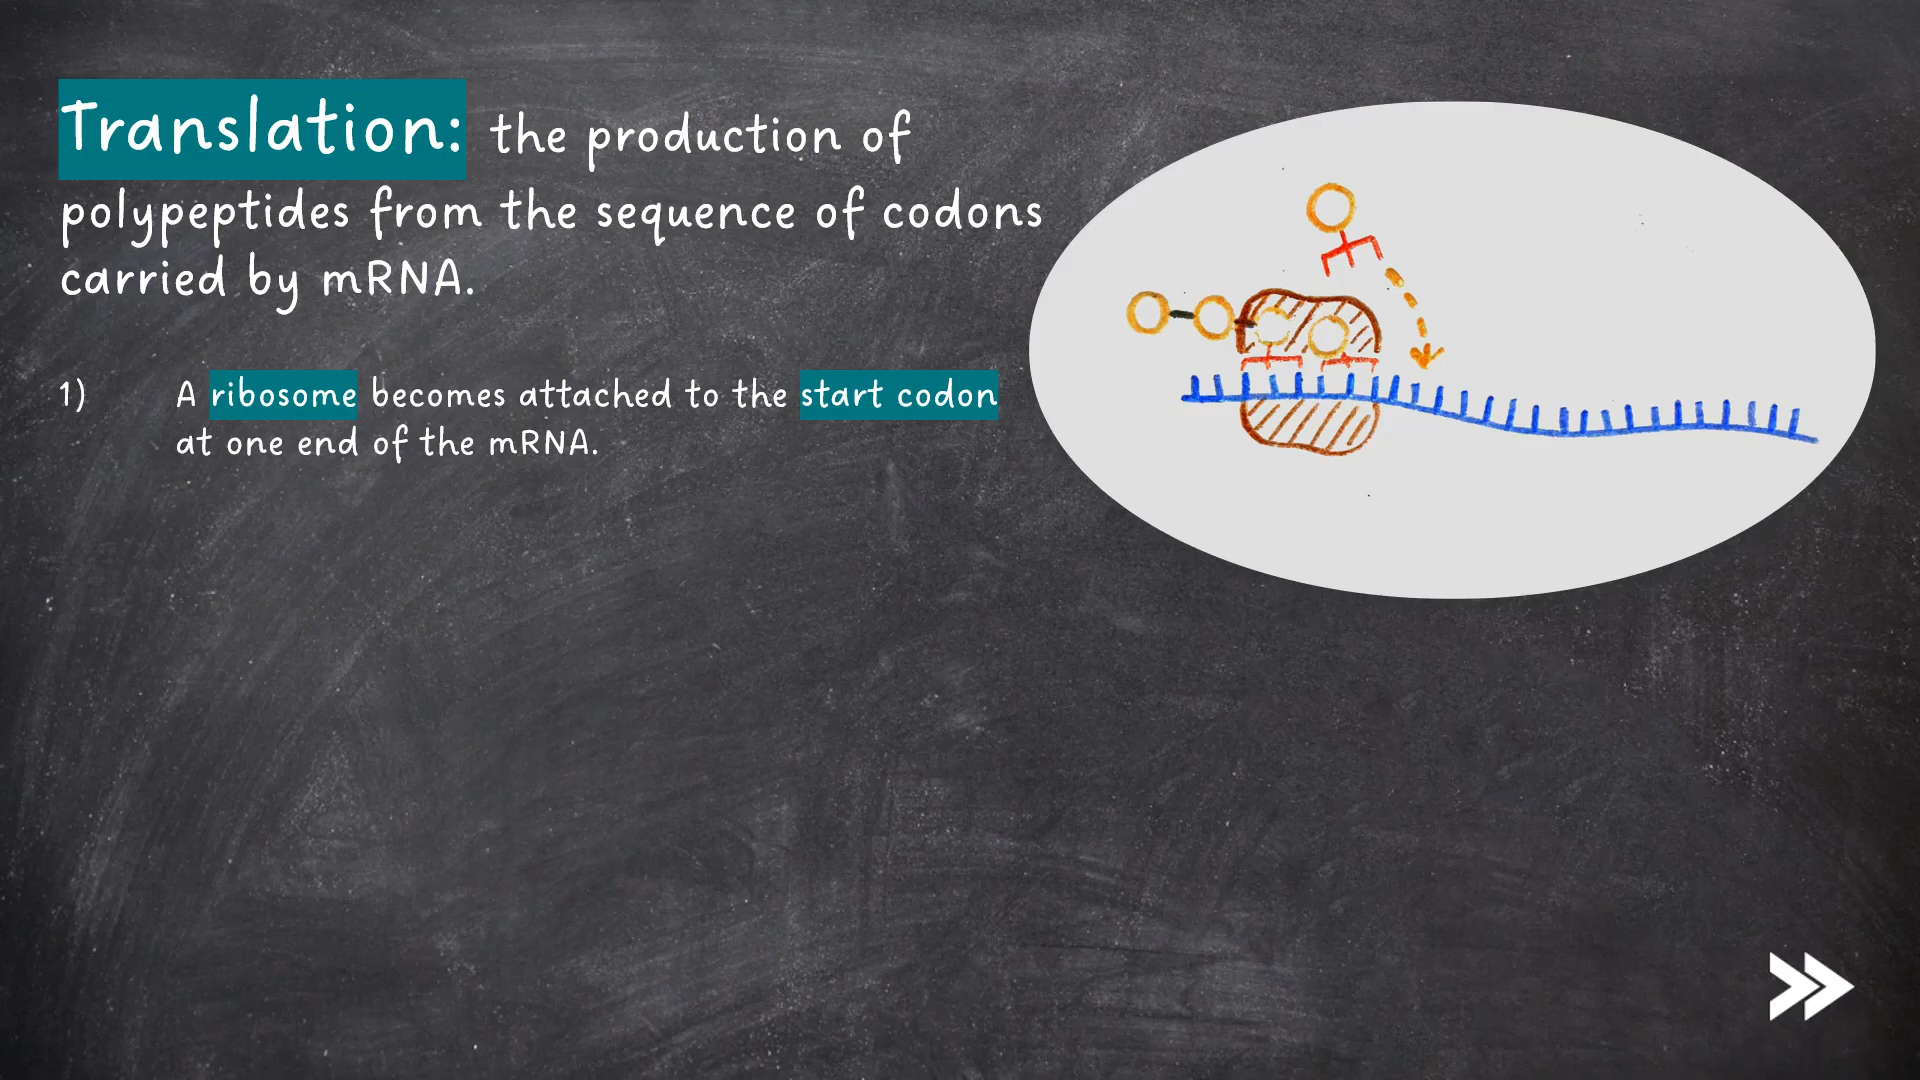 Translation: the production of
polypeptides from the sequence of codons
carried by mRNA.
1) A ribosome becomes attached to the start codon
at one end of the mRNA.